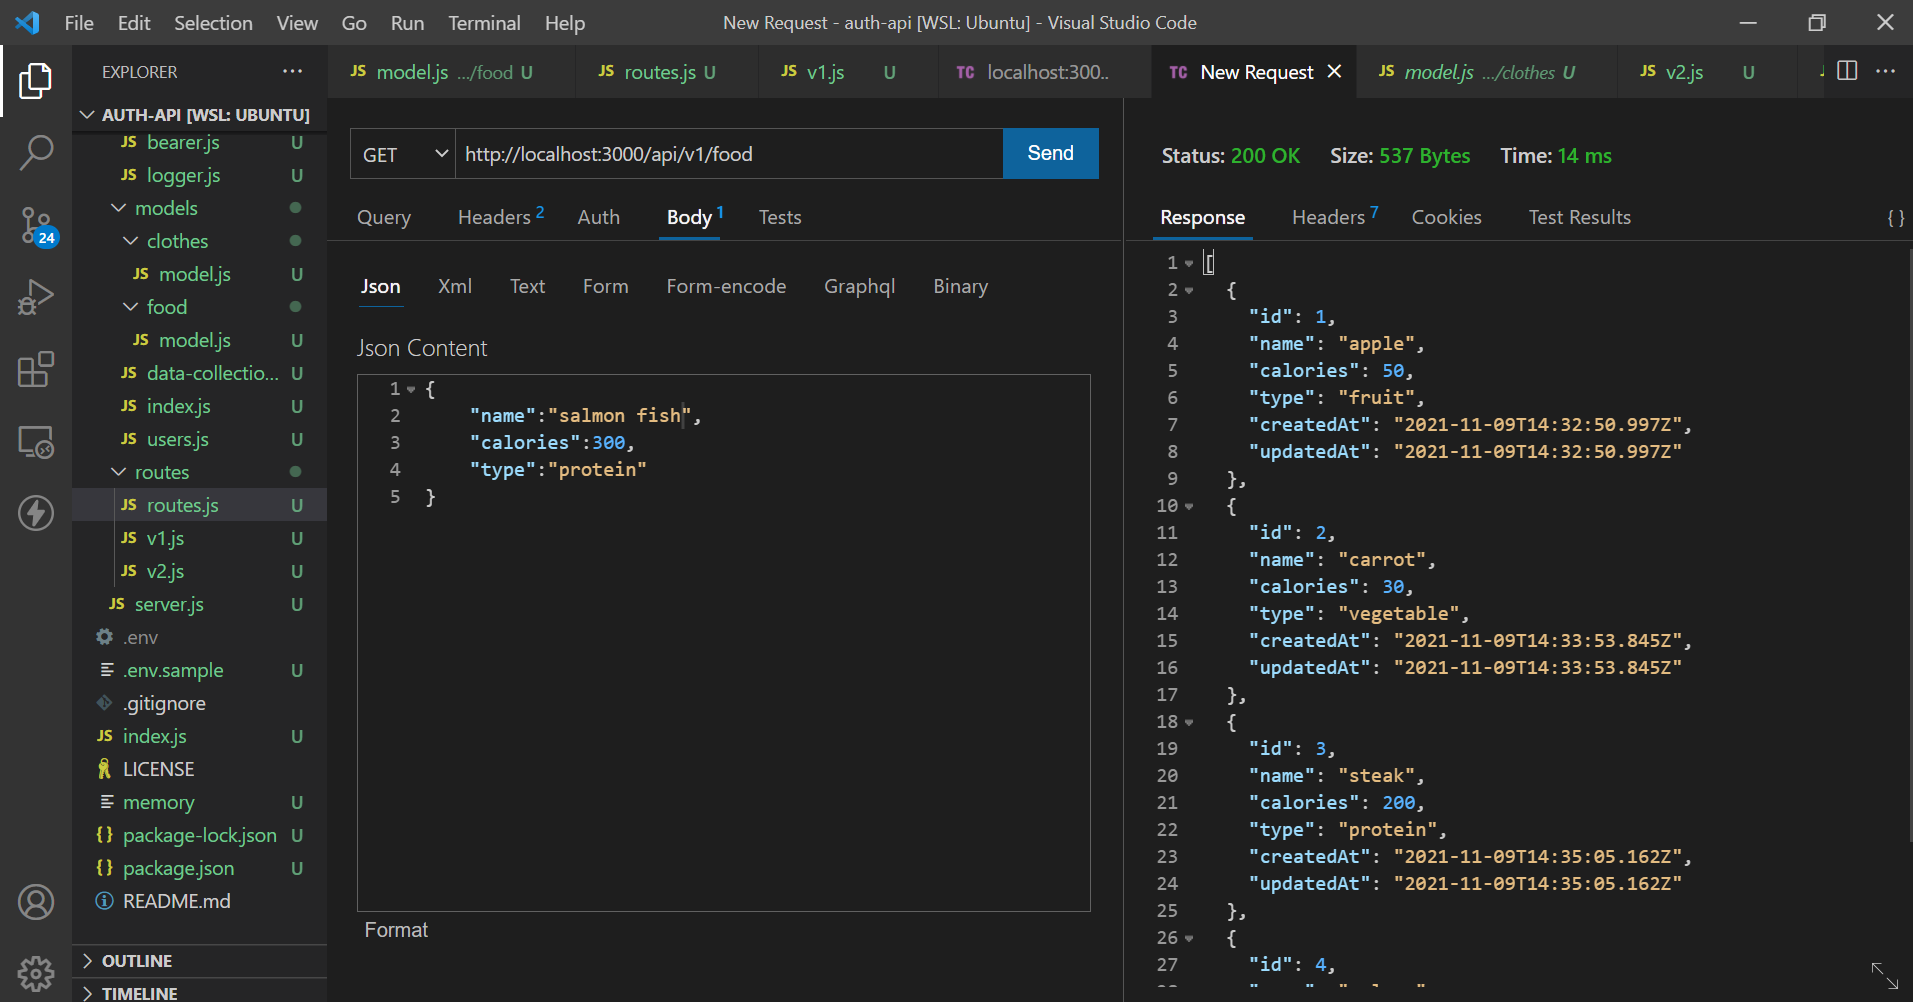 File Edit Selection View Go Run Terminal Help
New Request - auth-api [WSL: Ubuntu] - Visual Studio Code
EXPLORER
JS model.js .../food U
JS routes.js U
JS v1.js U
TC localhost:300..
TC New Request
JS model.js .../clothes U
JS v2.js U
AUTH-API [WSL: UBUNTU]
JS bearer.js U
JS logger.js U
models
clothes
JS model.js U
food
JS model.js U
JS data-collectio... U
JS index.js U
JS users.js U
routes
JS routes.js U
JS v1.js U
JS v2.js U
JS server.js U
.env
.env.sample U
.gitignore
JS index.js U
LICENSE
memory U
{} package-lock.json U
{} package.json U
README.md
OUTLINE
TIMELINE
24
GET
http://localhost:3000/api/v1/food
Send
Query Headers 2 Auth Body 1 Tests
Json Xml Text Form Form-encode Graphql Binary
Json Content
1 {
2 "name":"salmon fish",
3 "calories":300,
4 "type":"protein"
5 }
Format
Status: 200 OK Size: 537 Bytes Time: 14 ms
Response Headers 7 Cookies Test Results {}
1 [
2 {
3 "id": 1,
4 "name": "apple",
5 "calories": 50,
6 "type": "fruit",
7 "createdAt": "2021-11-09T14:32:50.997Z",
8 "updatedAt": "2021-11-09T14:32:50.997Z"
9 },
10 {
11 "id": 2,
12 "name": "carrot",
13 "calories": 30,
14 "type": "vegetable",
15 "createdAt": "2021-11-09T14:33:53.845Z",
16 "updatedAt": "2021-11-09T14:33:53.845Z"
17 },
18 {
19 "id": 3,
20 "name": "steak",
21 "calories": 200,
22 "type": "protein",
23 "createdAt": "2021-11-09T14:35:05.162Z",
24 "updatedAt": "2021-11-09T14:35:05.162Z"
25 },
26 {
27 "id": 4,